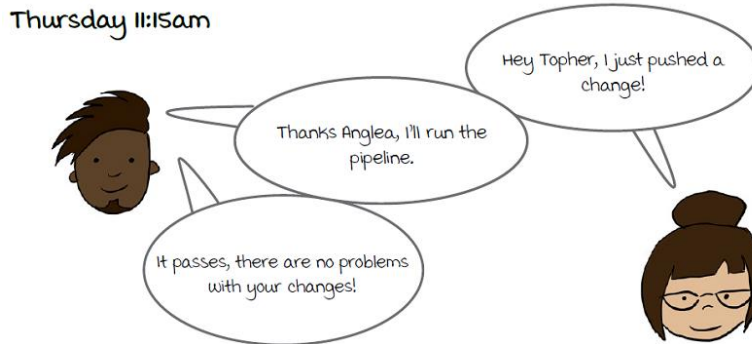 Thursday 11:15am
Hey Topher, I just pushed a
change!
Thanks Anglea, I'll run the
pipeline.
It passes, there are no problems
with your changes!